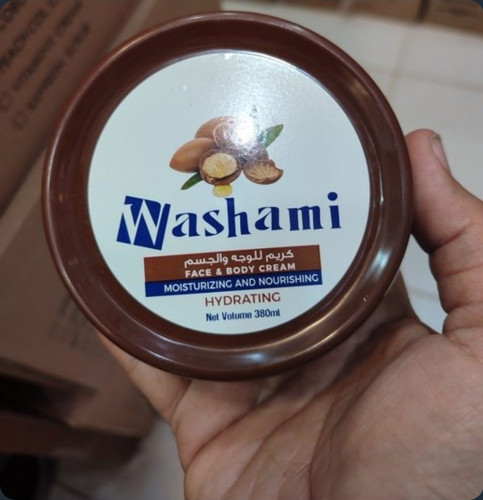 Washami
كريم للوجه والجسم
FACE & BODY CREAM
MOISTURIZING AND NOURISHING
HYDRATING
Net Volume 380ml